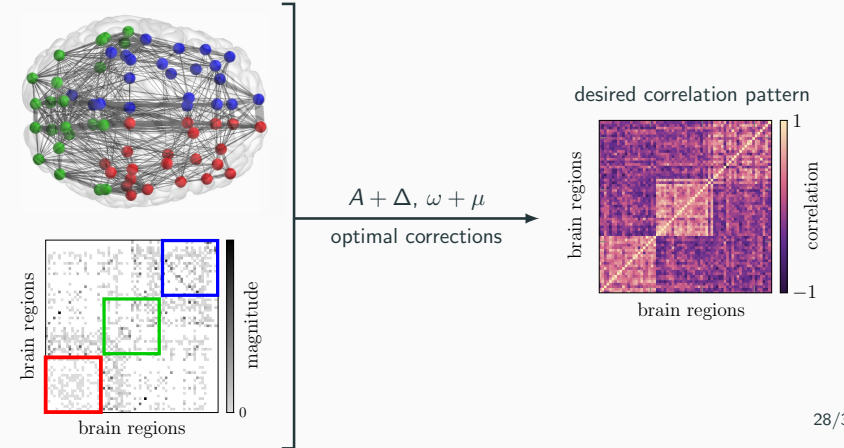 brain regions
magnitude
0
brain regions
A + Δ, ω + μ
optimal corrections
desired correlation pattern
brain regions
1
correlation
−1
brain regions
28/3